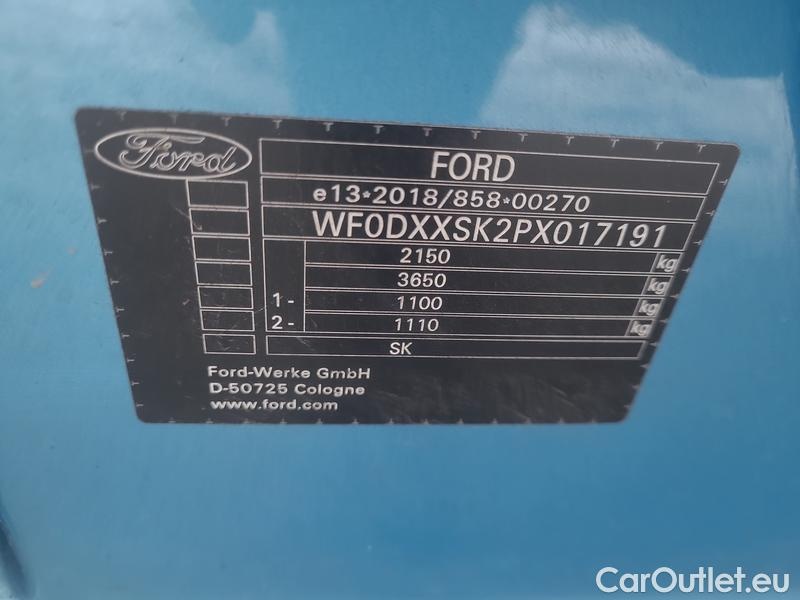 Ford
FORD
e13*2018/858*00270
WF0DXXSK2PX017191
2150 kg
3650 kg
1- 1100 kg
2- 1110 kg
SK
Ford-Werke GmbH
D-50725 Cologne
www.ford.com
CarOutlet.eu